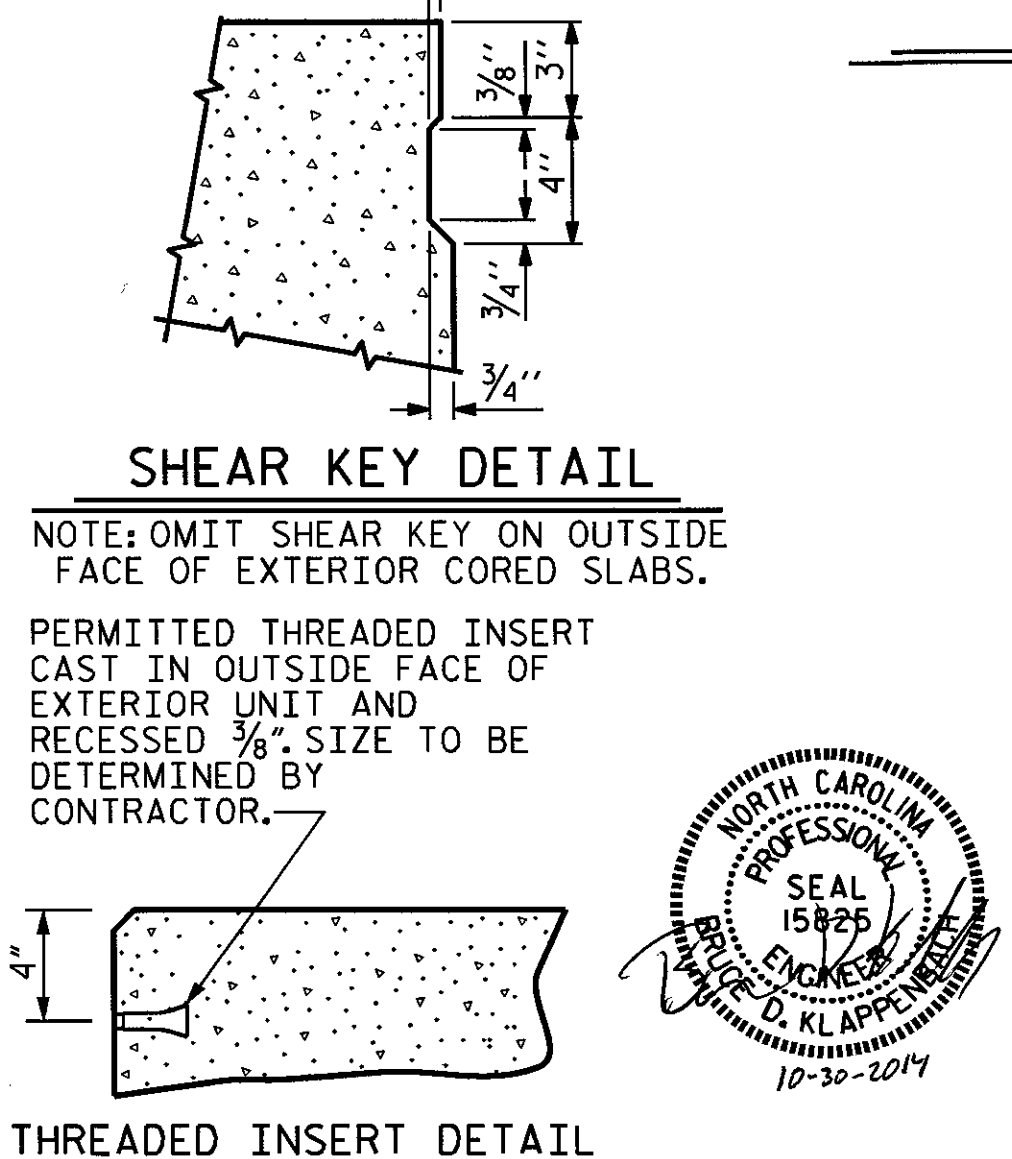 3/8"
3"
4"
3/4"
3/4"
SHEAR KEY DETAIL
NOTE: OMIT SHEAR KEY ON OUTSIDE
FACE OF EXTERIOR CORED SLABS.
PERMITTED THREADED INSERT
CAST IN OUTSIDE FACE OF
EXTERIOR UNIT AND
RECESSED 3/8". SIZE TO BE
DETERMINED BY
CONTRACTOR.
4"
THREADED INSERT DETAIL
NORTH CAROLINA
PROFESSIONAL
SEAL
15825
ENGINEER
BRUCE D. KLAPPENBACH
10-30-2014